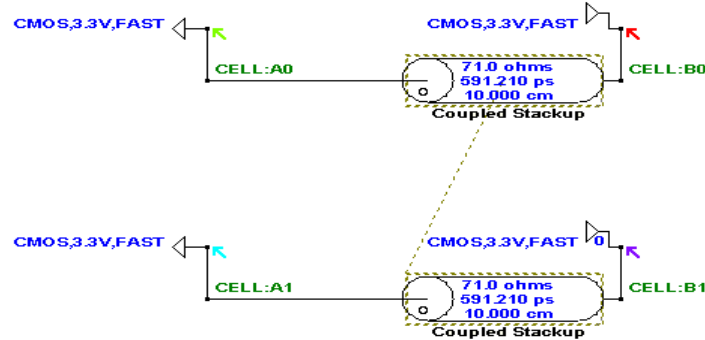 CMOS,3.3V,FAST
CMOS,3.3V,FAST
CELL:A0
71.0 ohms
591.210 ps
10.000 cm
CELL:B0
Coupled Stackup
CMOS,3.3V,FAST
CMOS,3.3V,FAST 0
CELL:A1
71.0 ohms
591.210 ps
10.000 cm
CELL:B1
Coupled Stackup